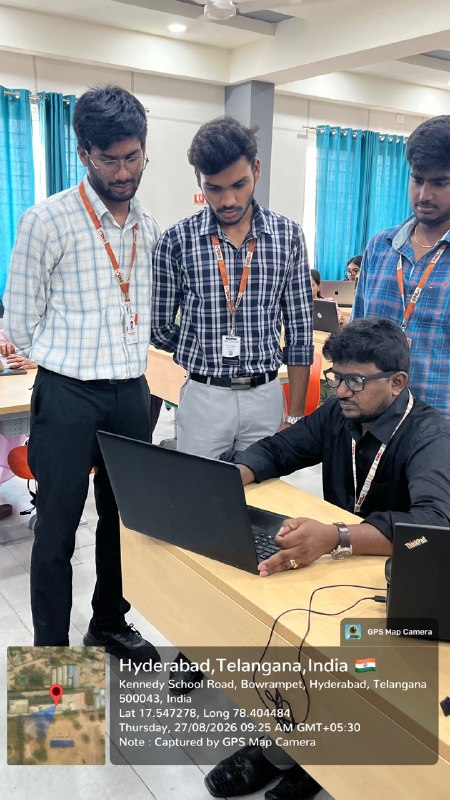 ThinkPad
GPS Map Camera
Hyderabad,Telangana,India
Kennedy School Road, Bowrampet, Hyderabad, Telangana
500043, India
Lat 17.547278, Long 78.404484
Thursday, 27/08/2026 09:25 AM GMT+05:30
Note : Captured by GPS Map Camera